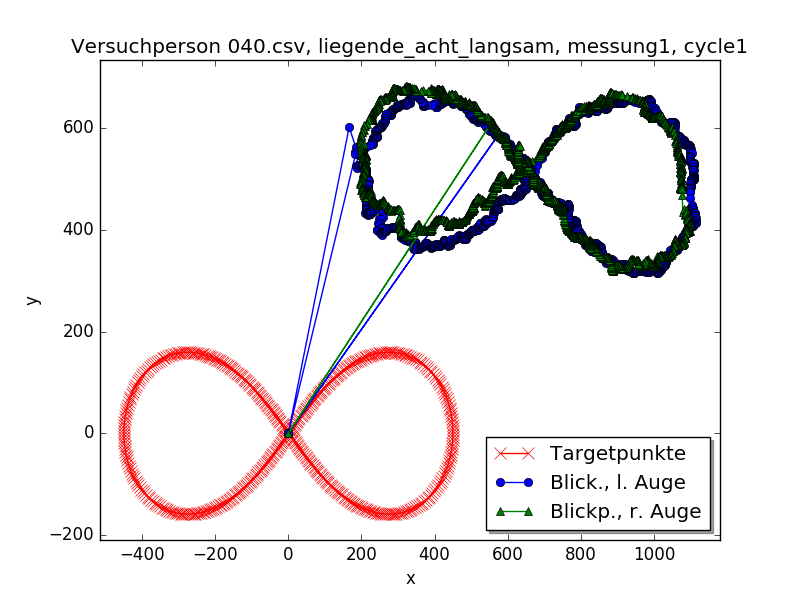 Versuchperson 040.csv, liegende_acht_langsam, messung1, cycle1
600
400
200
0
−200
y
−400 −200 0 200 400 600 800 1000
x
Targetpunkte
Blick., l. Auge
Blickp., r. Auge